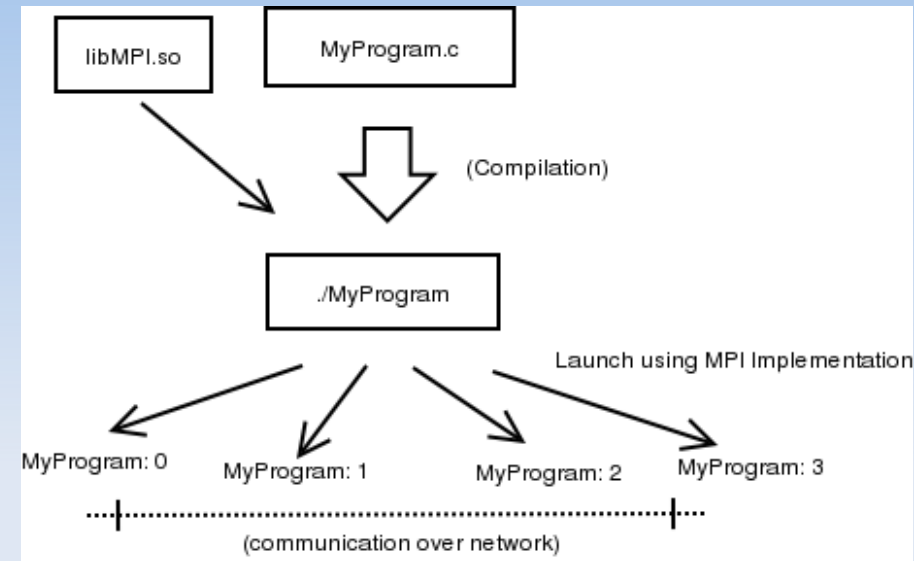 libMPI.so
MyProgram.c
(Compilation)
./MyProgram
Launch using MPI Implementation
MyProgram: 0
MyProgram: 1
MyProgram: 2
MyProgram: 3
(communication over network)